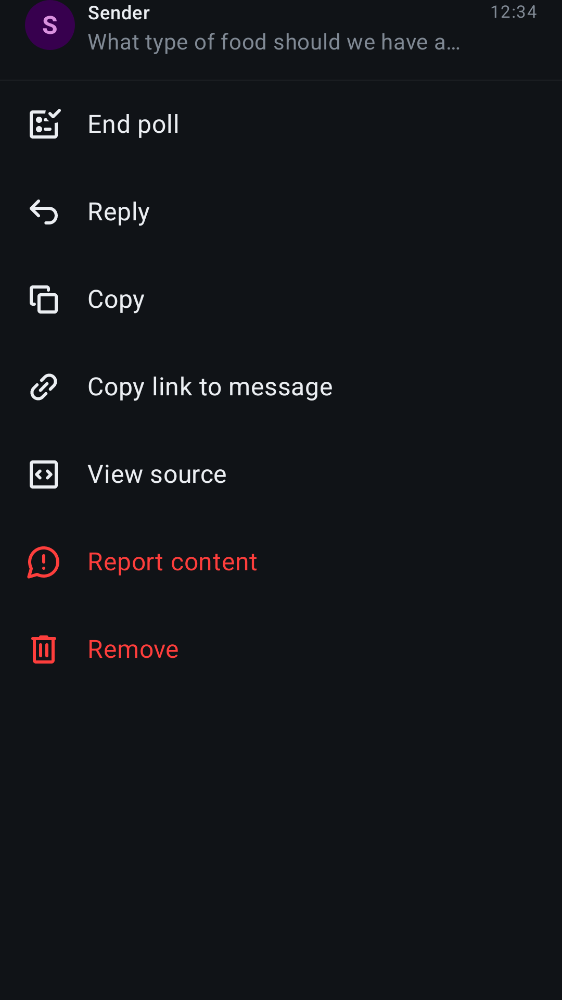 S
Sender
12:34
What type of food should we have a…
End poll
Reply
Copy
Copy link to message
View source
Report content
Remove